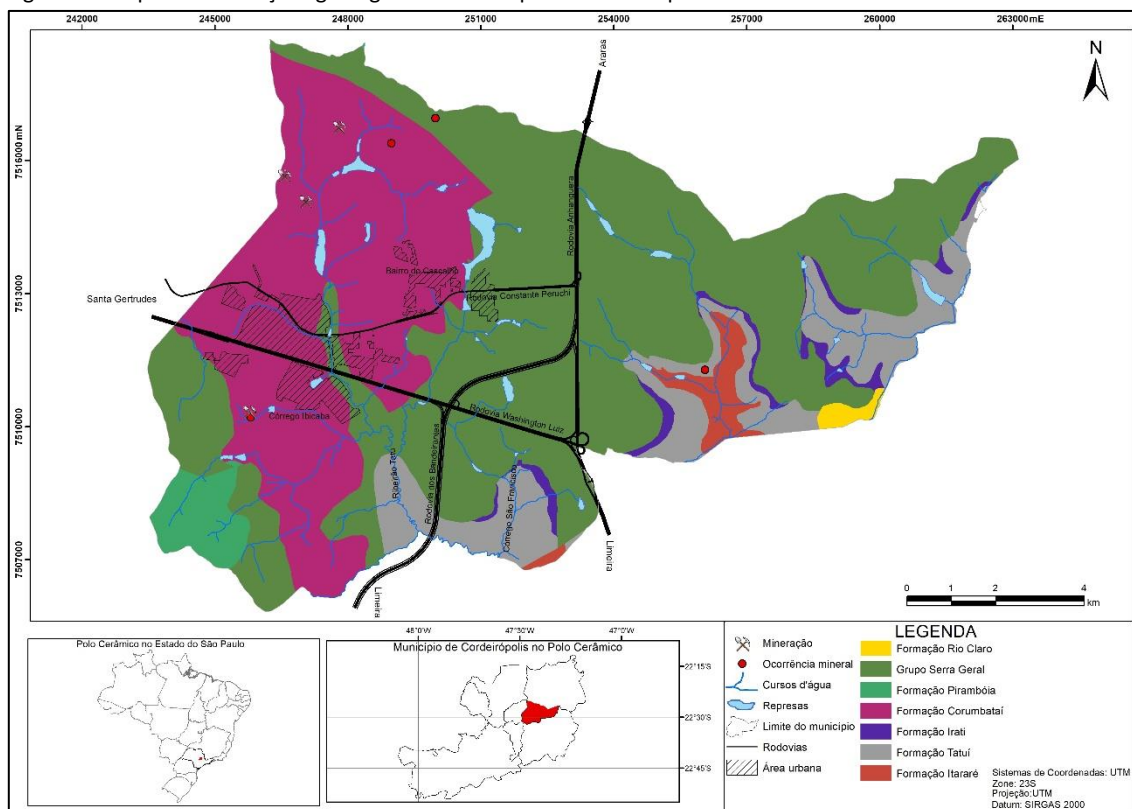 242000 245000 248000 251000 254000 257000 260000 263000 mE
7516000 mN
7513000
7510000
7507000
N
Araras
Rodovia Anhanguera
Bairro do Cascalho
Rodovia Constante Peruchi
Santa Gertrudes
Córrego Ibicaba
Rodovia Washington Luiz
Ribeirão Tatu
Rodovia dos Bandeirantes
Córrego São Francisco
Limeira
Limeira
0 2 4
km
Polo Cerâmico no Estado do São Paulo
Município de Cordeirópolis no Polo Cerâmico
48°0'W 47°30'W 47°0'W
22°15'S
22°30'S
22°45'S
LEGENDA
Mineração
Ocorrência mineral
Cursos d'água
Represas
Limite do município
Rodovias
Área urbana
Formação Rio Claro
Grupo Serra Geral
Formação Pirambóia
Formação Corumbataí
Formação Irati
Formação Tatuí
Formação Itararé
Sistemas de Coordenadas: UTM
Zone: 23S
Projeção:UTM
Datum: SIRGAS 2000